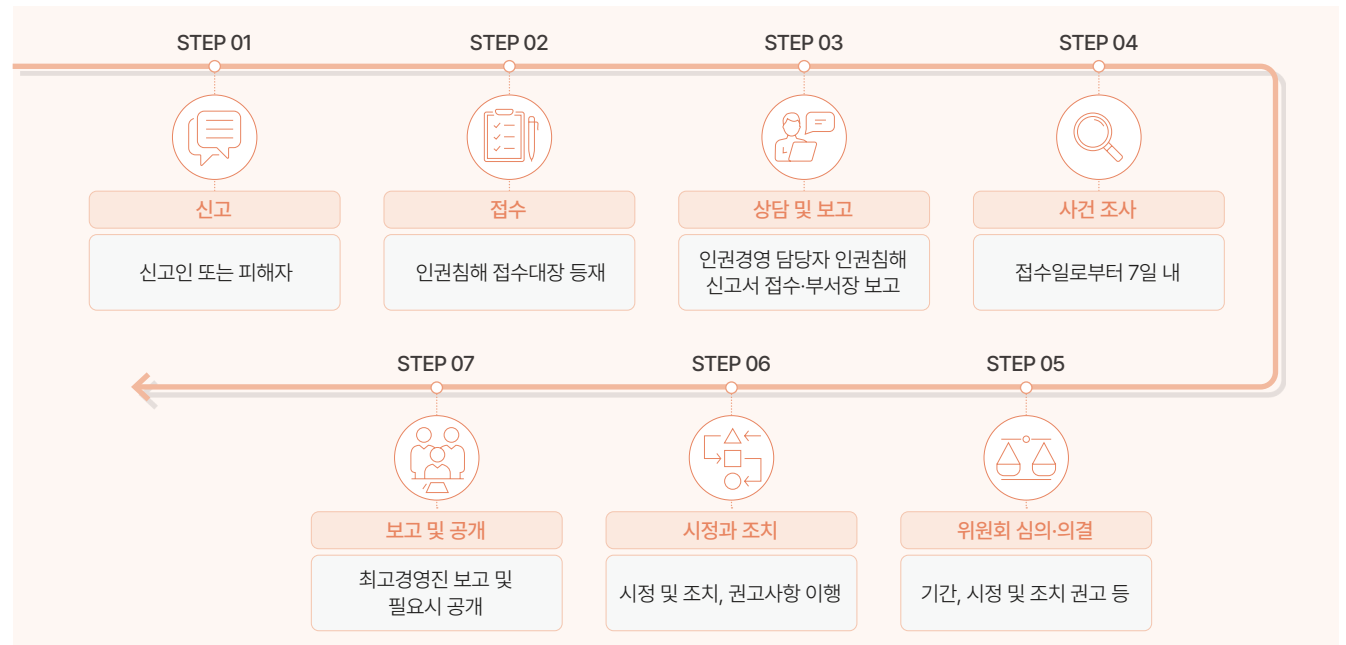 STEP 01
신고
신고인 또는 피해자
STEP 02
접수
인권침해 접수대장 등재
STEP 03
상담 및 보고
인권경영 담당자 인권침해
신고서 접수·부서장 보고
STEP 04
사건 조사
접수일로부터 7일 내
STEP 05
위원회 심의·의결
기간, 시정 및 조치 권고 등
STEP 06
시정과 조치
시정 및 조치, 권고사항 이행
STEP 07
보고 및 공개
최고경영진 보고 및
필요시 공개